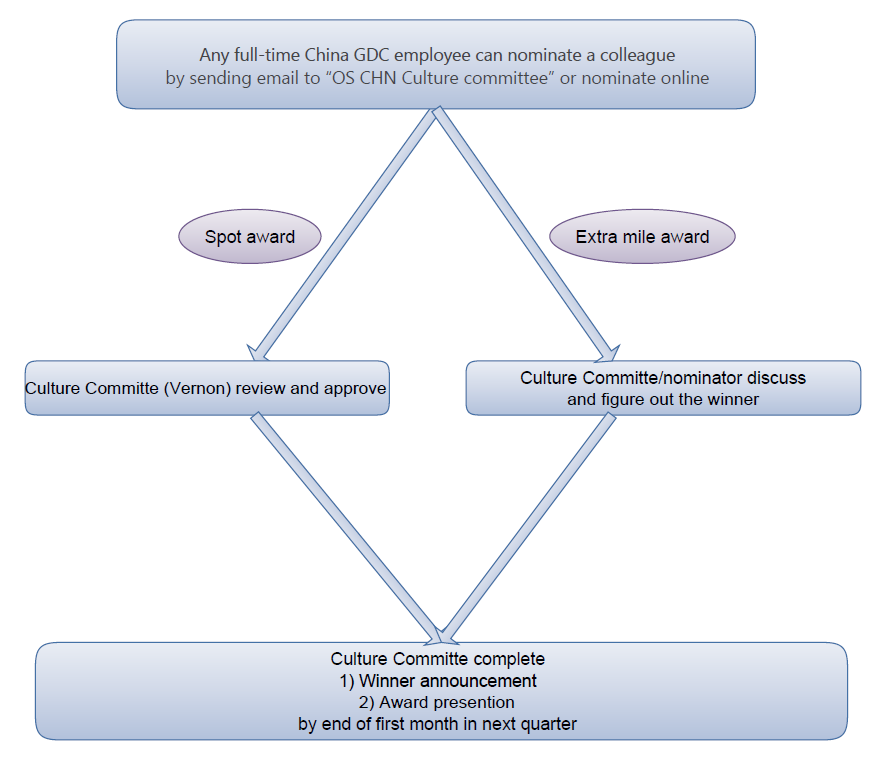 Any full-time China GDC employee can nominate a colleague
by sending email to “OS CHN Culture committee” or nominate online
Spot award
Extra mile award
Culture Committe (Vernon) review and approve
Culture Committe/nominator discuss
and figure out the winner
Culture Committe complete
1) Winner announcement
2) Award presention
by end of first month in next quarter